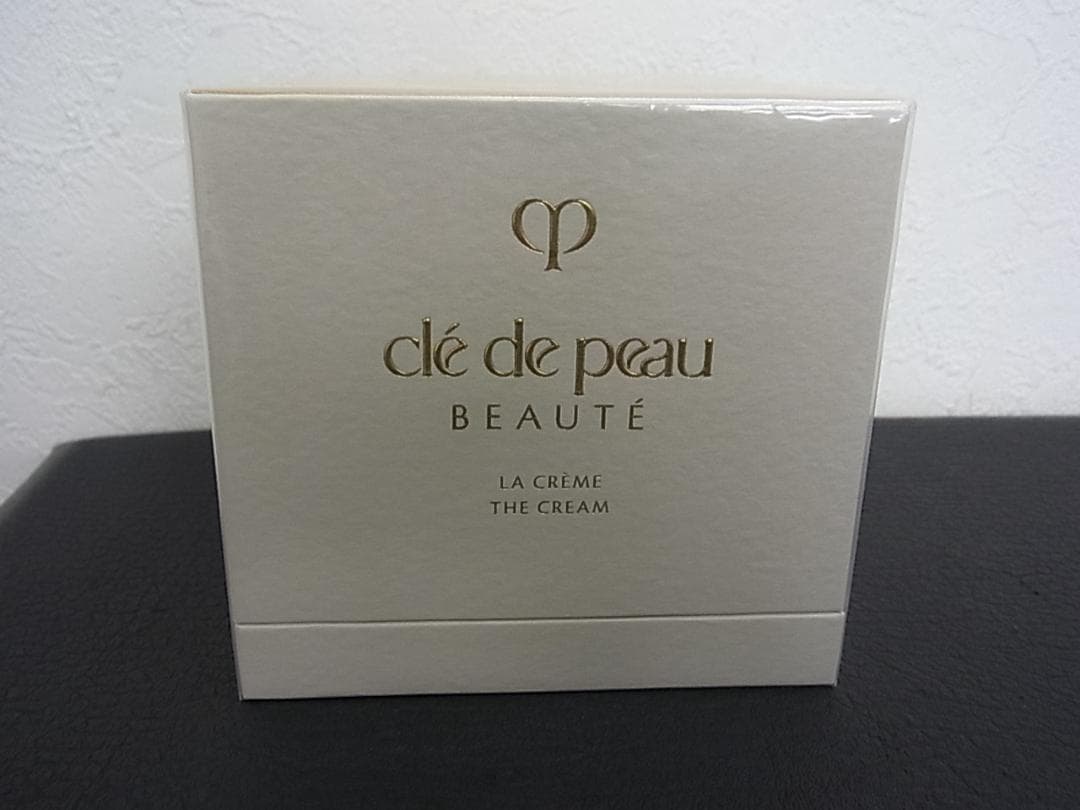 clé de peau
BEAUTÉ
LA CRÈME
THE CREAM